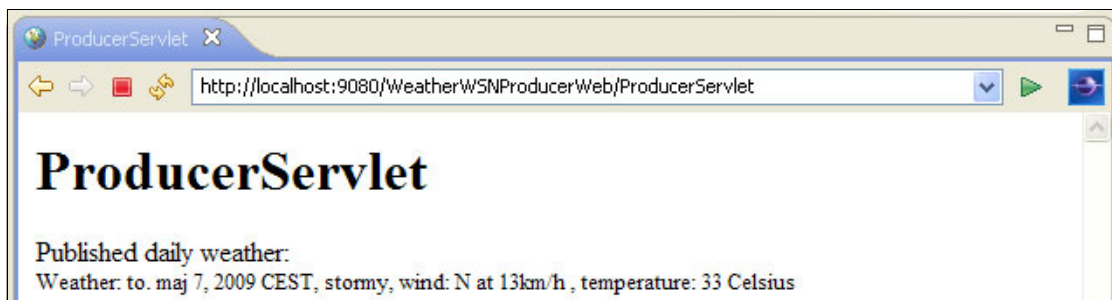 ProducerServlet
http://localhost:9080/WeatherWSNProducerWeb/ProducerServlet
ProducerServlet
Published daily weather:
Weather: to. maj 7, 2009 CEST, stormy, wind: N at 13km/h , temperature: 33 Celsius